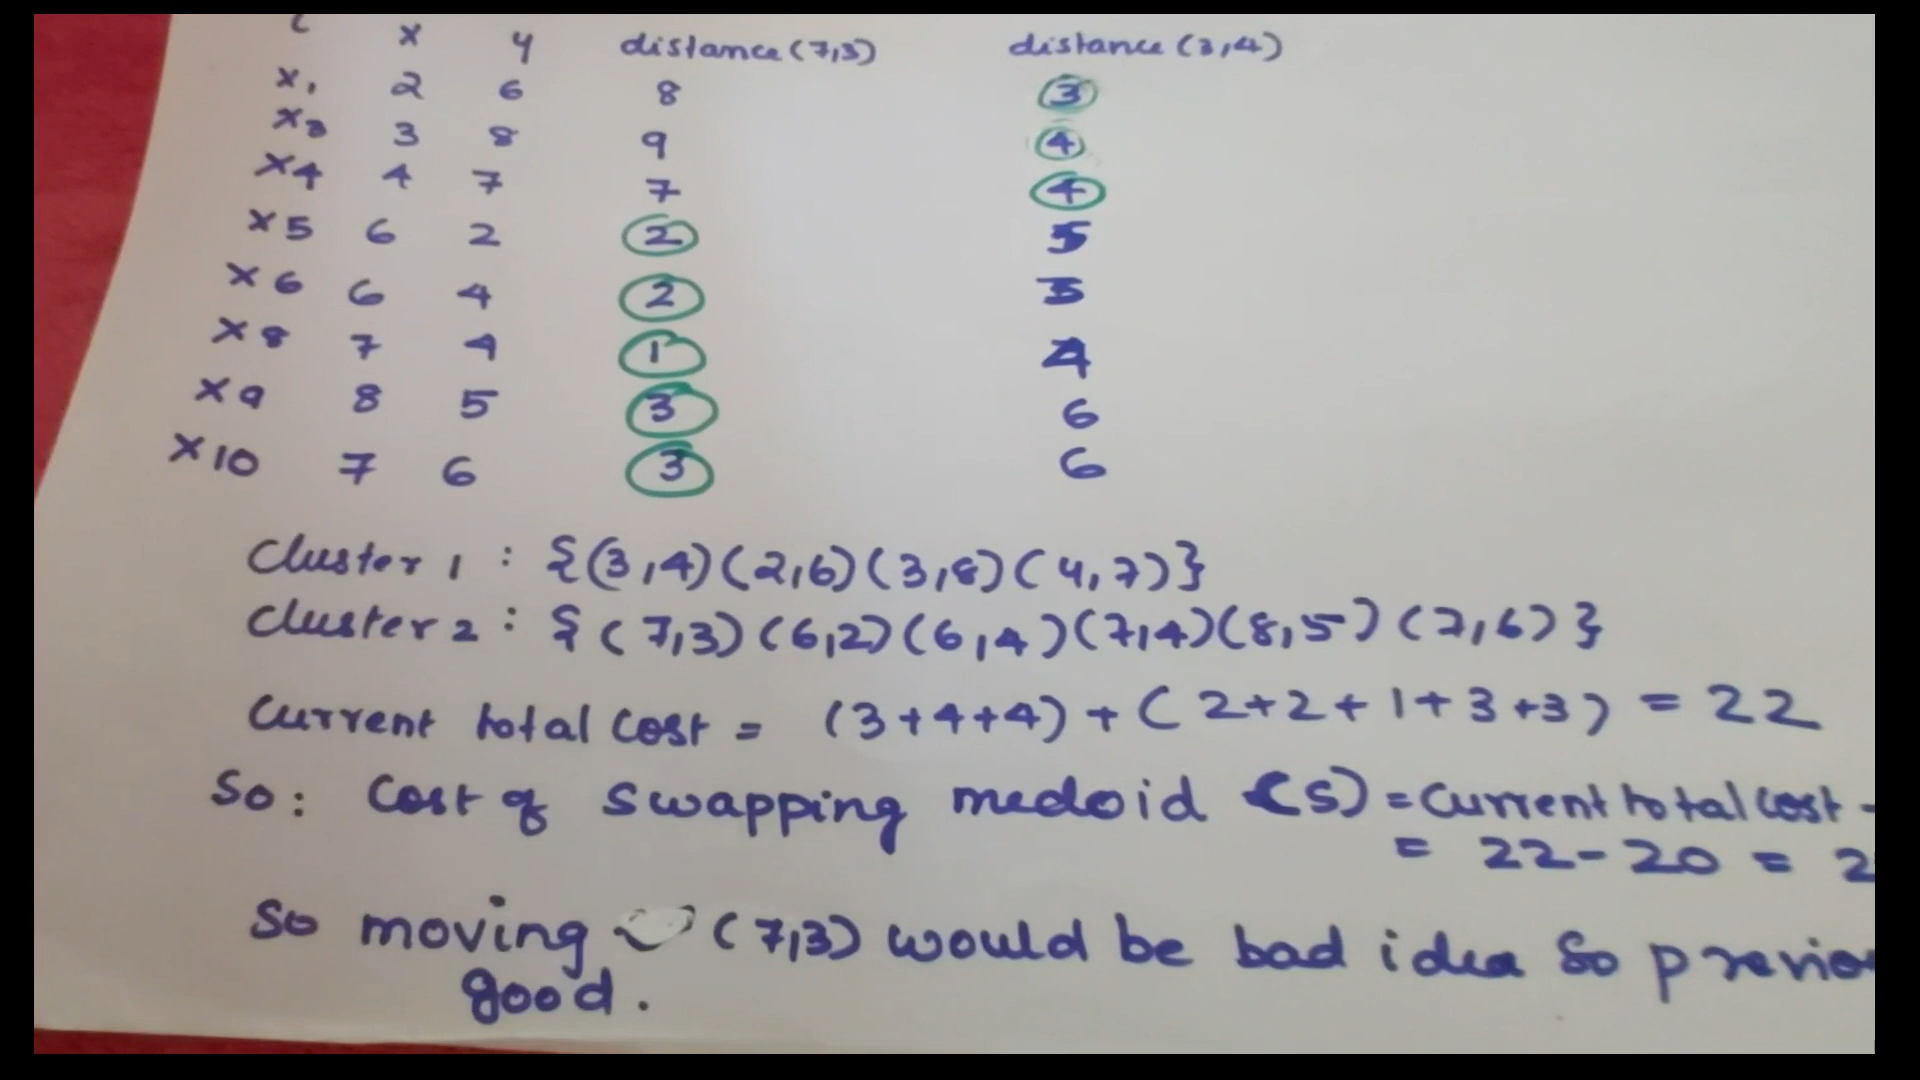 x y distance (7,3) distance (3,4)
x1 2 6 8 3
x3 3 8 9 4
x4 4 7 7 4
x5 6 2 2 5
x6 6 4 2 3
x8 7 4 1 4
x9 8 5 3 6
x10 7 6 3 6
Cluster 1 : {(3,4)(2,6)(3,8)(4,7)}
Cluster 2 : {(7,3)(6,2)(6,4)(7,4)(8,5)(7,6)}
Current total cost = (3+4+4)+(2+2+1+3+3) = 22
So: Cost of swapping medoid (S) = Current total cost -
= 22-20 = 2
So moving (7,3) would be bad idea So
good.